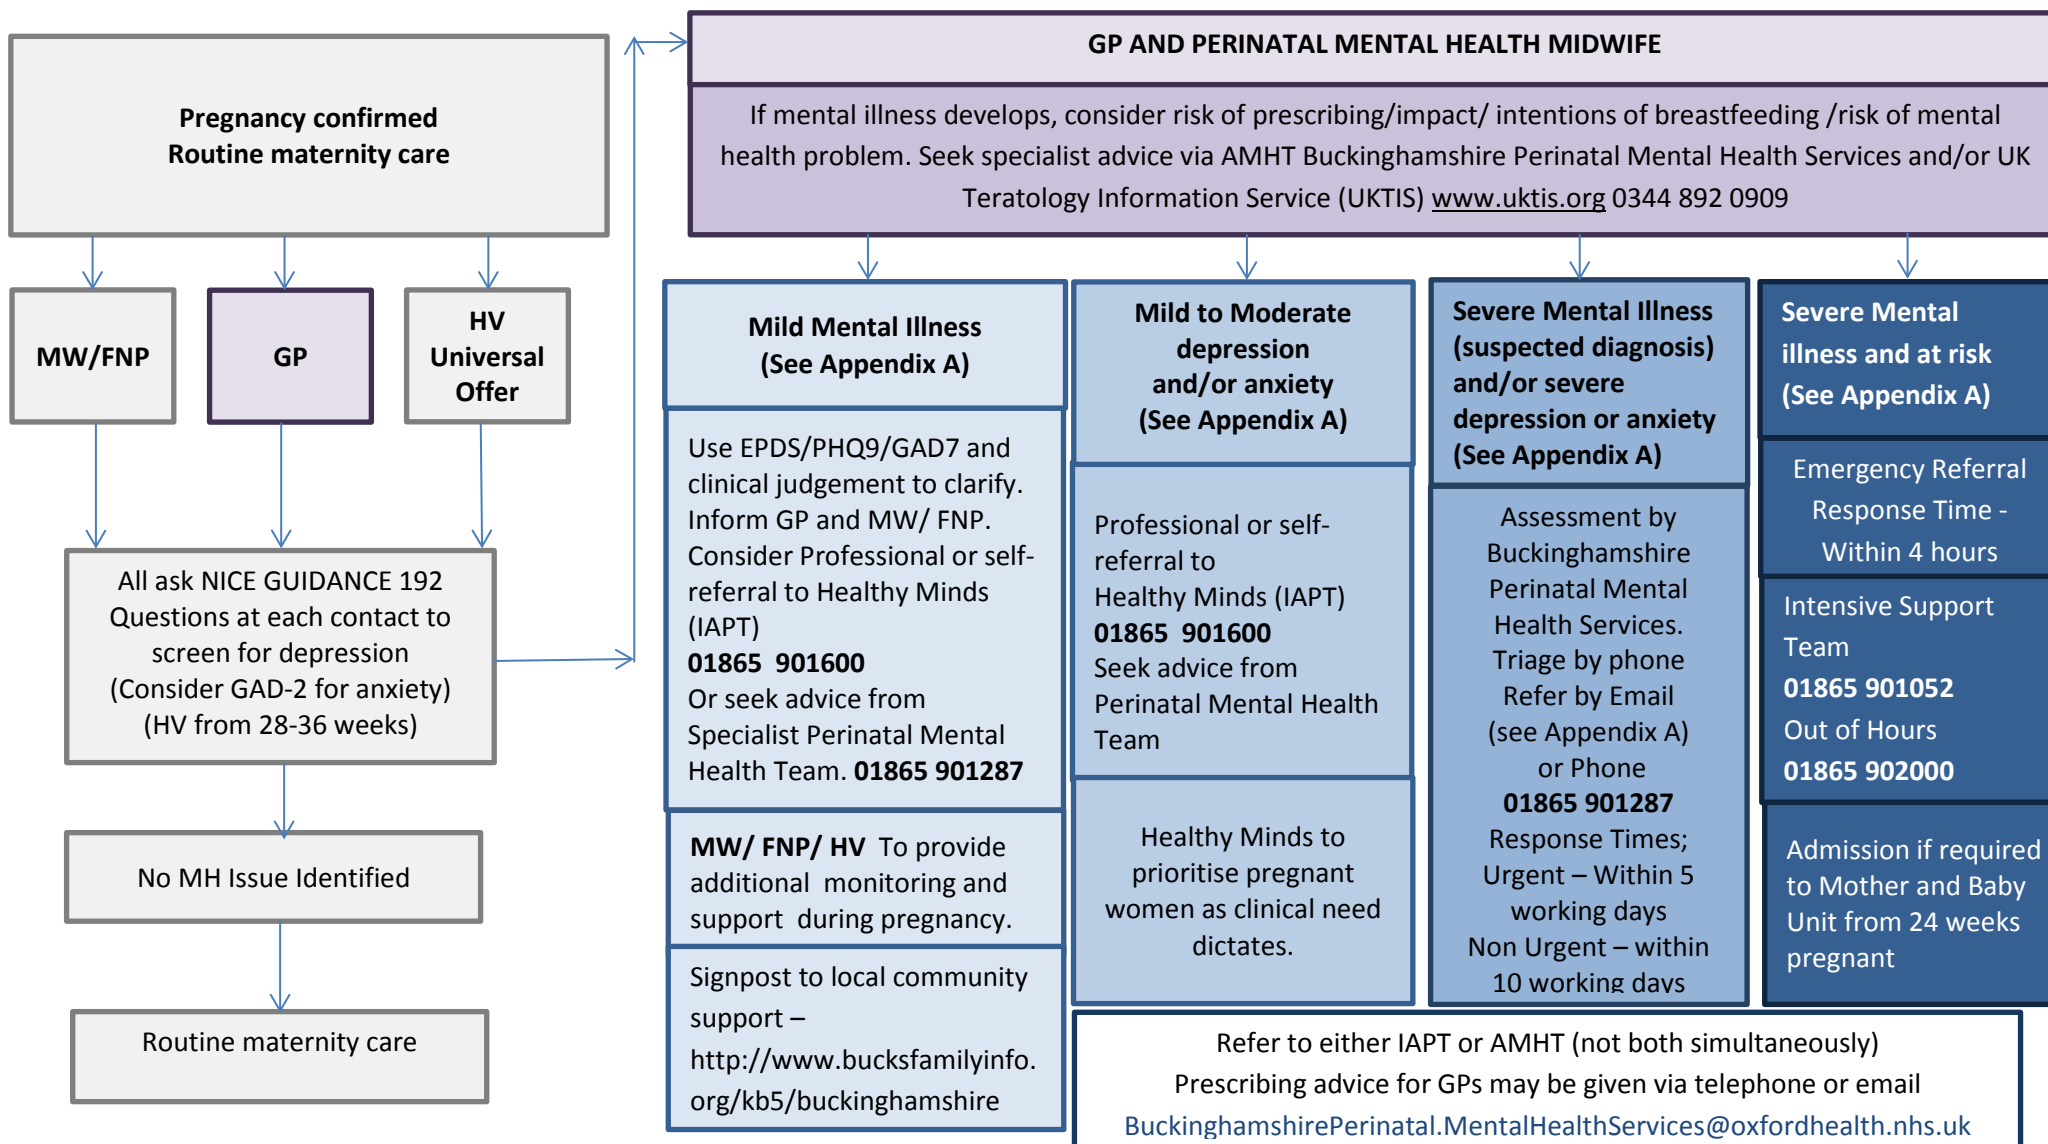 Pregnancy confirmed
Routine maternity care
MW/FNP
GP
HV
Universal
Offer
All ask NICE GUIDANCE 192
Questions at each contact to
screen for depression
(Consider GAD-2 for anxiety)
(HV from 28-36 weeks)
No MH Issue Identified
Routine maternity care
GP AND PERINATAL MENTAL HEALTH MIDWIFE
If mental illness develops, consider risk of prescribing/impact/ intentions of breastfeeding /risk of mental
health problem. Seek specialist advice via AMHT Buckinghamshire Perinatal Mental Health Services and/or UK
Teratology Information Service (UKTIS) www.uktis.org 0344 892 0909
Mild Mental Illness
(See Appendix A)
Use EPDS/PHQ9/GAD7 and
clinical judgement to clarify.
Inform GP and MW/ FNP.
Consider Professional or self-
referral to Healthy Minds
(IAPT)
01865 901600
Or seek advice from
Specialist Perinatal Mental
Health Team. 01865 901287
MW/ FNP/ HV To provide
additional monitoring and
support during pregnancy.
Signpost to local community
support –
http://www.bucksfamilyinfo.
org/kb5/buckinghamshire
Mild to Moderate
depression
and/or anxiety
(See Appendix A)
Professional or self-
referral to
Healthy Minds (IAPT)
01865 901600
Seek advice from
Perinatal Mental Health
Team
Healthy Minds to
prioritise pregnant
women as clinical need
dictates.
Severe Mental Illness
(suspected diagnosis)
and/or severe
depression or anxiety
(See Appendix A)
Assessment by
Buckinghamshire
Perinatal Mental
Health Services.
Triage by phone
Refer by Email
(see Appendix A)
or Phone
01865 901287
Response Times;
Urgent – Within 5
working days
Non Urgent – within
10 working days
Severe Mental
illness and at risk
(See Appendix A)
Emergency Referral
Response Time -
Within 4 hours
Intensive Support
Team
01865 901052
Out of Hours
01865 902000
Admission if required
to Mother and Baby
Unit from 24 weeks
pregnant
Refer to either IAPT or AMHT (not both simultaneously)
Prescribing advice for GPs may be given via telephone or email
BuckinghamshirePerinatal.MentalHealthServices@oxfordhealth.nhs.uk